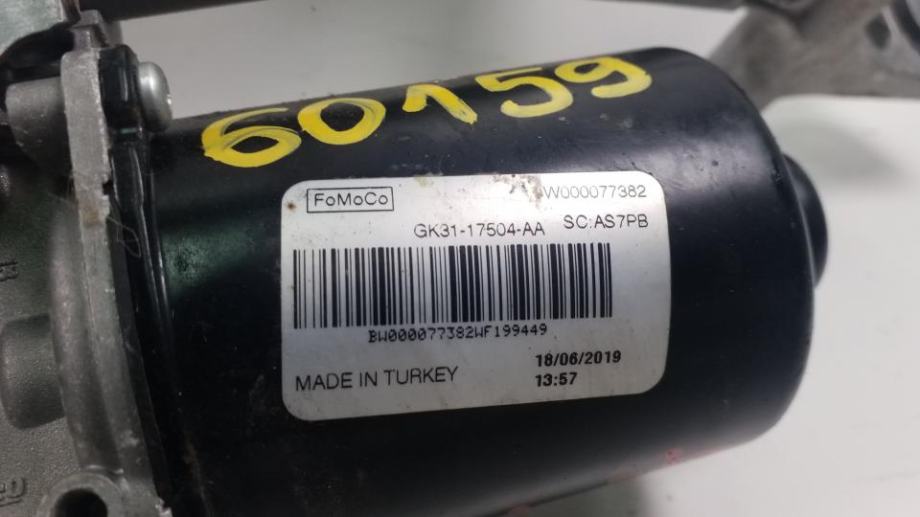 60159
W000077382
FoMoCo
GK31-17504-AA SC:AS7PB
BW000077382WF199449
18/06/2019
MADE IN TURKEY 13:57